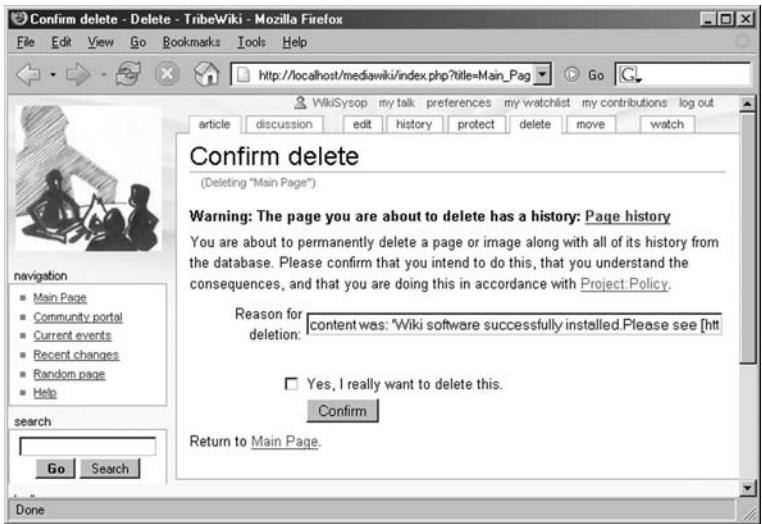 Confirm delete - Delete - TribeWiki - Mozilla Firefox
File Edit View Go Bookmarks Tools Help
http://localhost/mediawiki/index.php?title=Main_Pag Go G
WikiSysop my talk preferences my watchlist my contributions log out
article discussion edit history protect delete move watch
Confirm delete
(Deleting "Main Page")
Warning: The page you are about to delete has a history: Page history
You are about to permanently delete a page or image along with all of its history from
the database. Please confirm that you intend to do this, that you understand the
consequences, and that you are doing this in accordance with Project:Policy.
Reason for
deletion:
content was: 'Wiki software successfully installed.Please see [htt
Yes, I really want to delete this.
Confirm
Return to Main Page.
navigation
Main Page
Community portal
Current events
Recent changes
Random page
Help
search
Go Search
Done